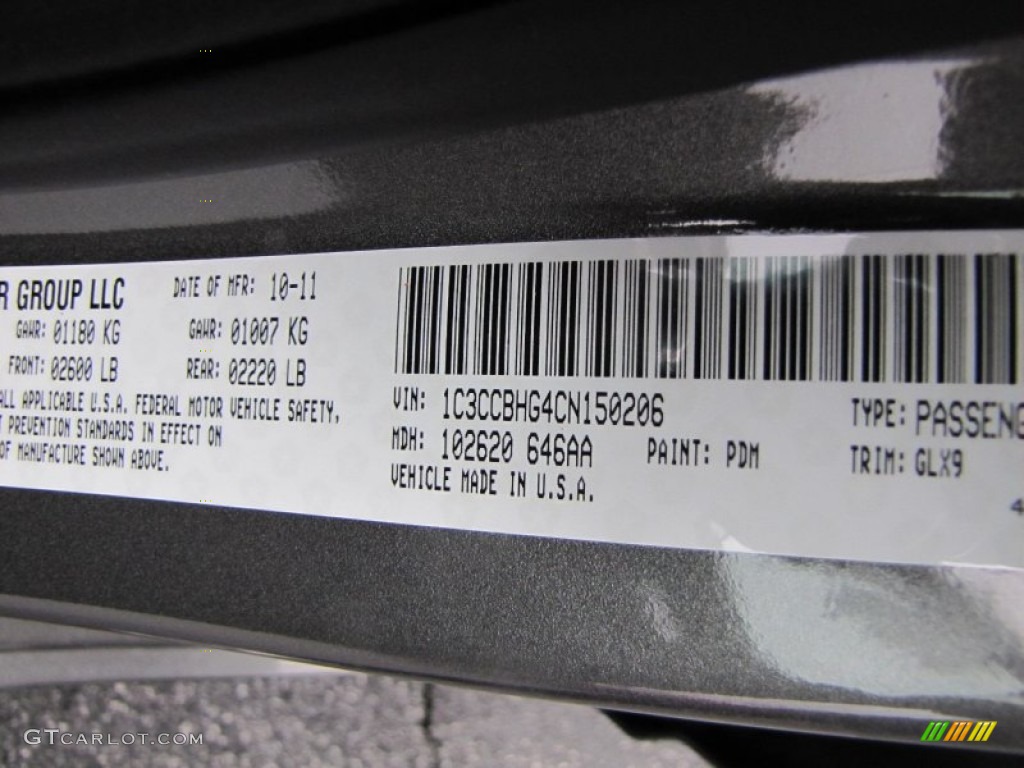 R GROUP LLC DATE OF MFR: 10-11
GAWR: 01180 KG GAWR: 01007 KG
FRONT: 02600 LB REAR: 02220 LB
ALL APPLICABLE U.S.A. FEDERAL MOTOR VEHICLE SAFETY,
T PREVENTION STANDARDS IN EFFECT ON
OF MANUFACTURE SHOWN ABOVE.
VIN: 1C3CCBHG4CN150206 TYPE: PASSENG
MDH: 102620 646AA PAINT: PDM TRIM: GLX9
VEHICLE MADE IN U.S.A.
4
GTCARLOT.COM